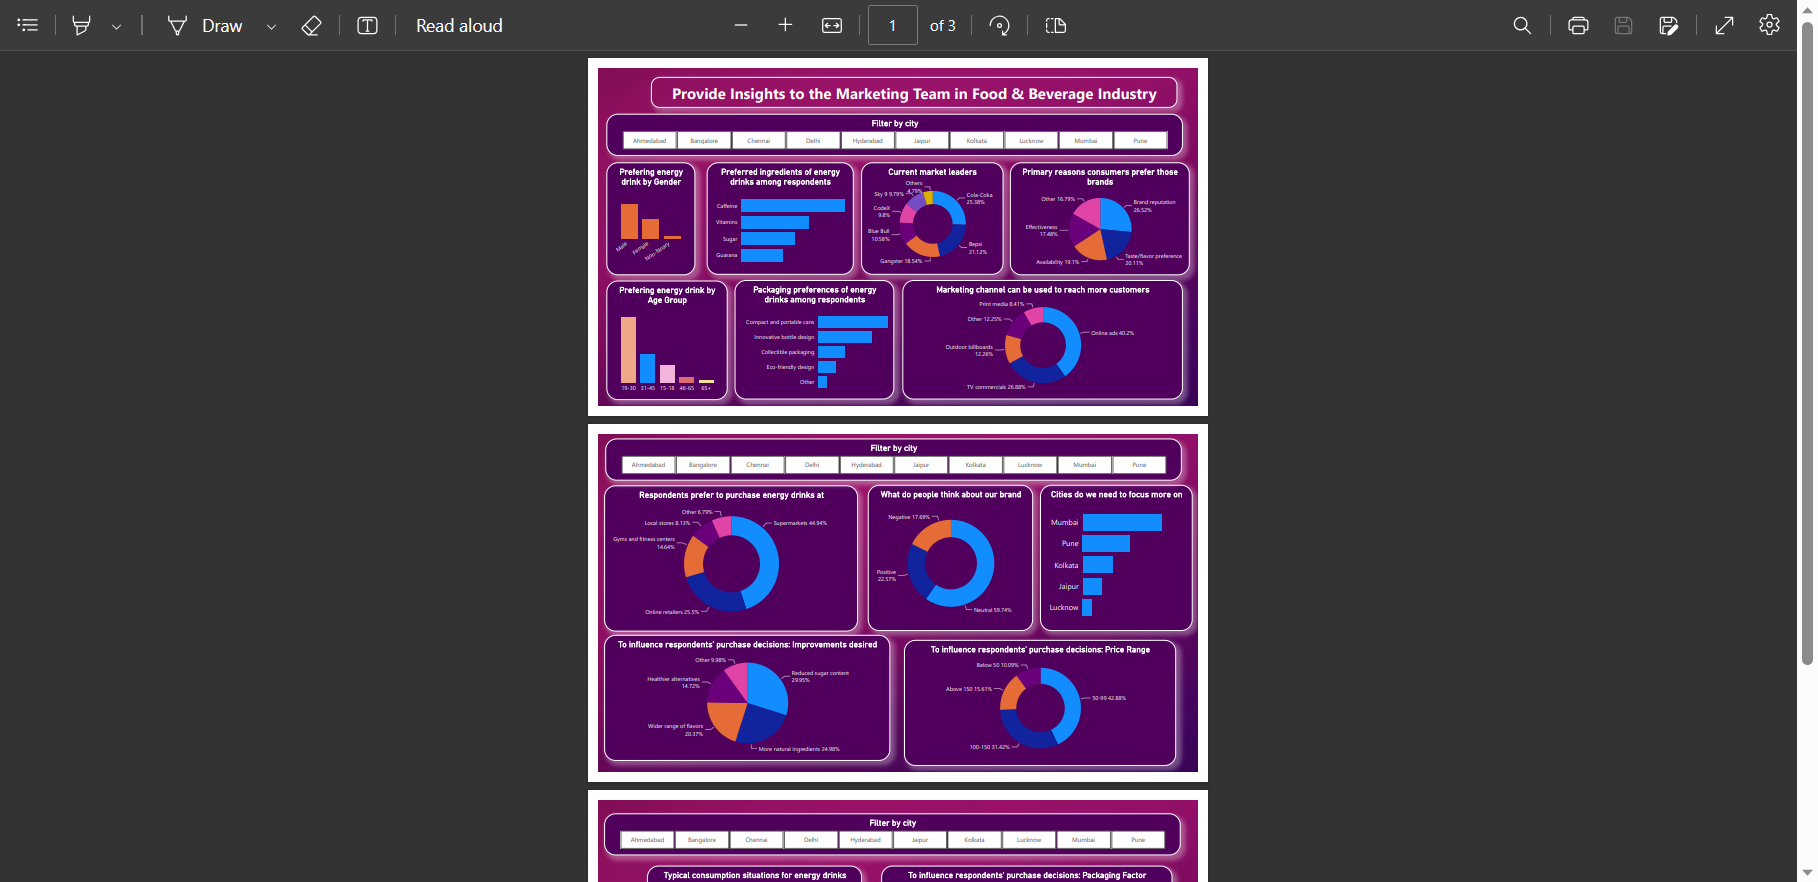 Draw
Read aloud
1
of 3
Provide Insights to the Marketing Team in Food & Beverage Industry
Filter by city
Ahmedabad
Bangalore
Chennai
Delhi
Hyderabad
Jaipur
Kolkata
Lucknow
Mumbai
Pune
Prefering energy
drink by Gender
Male
Female
Non-binary
Preferred ingredients of energy
drinks among respondents
Caffeine
Vitamins
Sugar
Guarana
Current market leaders
Others
4.79%
Sky 9 9.79%
CodeX
9.8%
Blue Bull
10.58%
Gangster 18.54%
Bepsi
21.12%
Cola-Coka
25.38%
Primary reasons consumers prefer those
brands
Other 16.79%
Effectiveness
17.48%
Availability 19.1%
Taste/flavor preference
20.11%
Brand reputation
26.52%
Prefering energy drink by
Age Group
19-30
31-45
15-18
46-65
65+
Packaging preferences of energy
drinks among respondents
Compact and portable cans
Innovative bottle design
Collectible packaging
Eco-friendly design
Other
Marketing channel can be used to reach more customers
Print media 8.41%
Other 12.25%
Outdoor billboards
12.26%
TV commercials 26.88%
Online ads 40.2%
Filter by city
Ahmedabad
Bangalore
Chennai
Delhi
Hyderabad
Jaipur
Kolkata
Lucknow
Mumbai
Pune
Respondents prefer to purchase energy drinks at
Other 6.79%
Local stores 8.13%
Gyms and fitness centers
14.64%
Online retailers 25.5%
Supermarkets 44.94%
What do people think about our brand
Negative 17.69%
Positive
22.57%
Neutral 59.74%
Cities do we need to focus more on
Mumbai
Pune
Kolkata
Jaipur
Lucknow
To influence respondents' purchase decisions: Improvements desired
Other 9.98%
Healthier alternatives
14.72%
Wider range of flavors
20.37%
More natural ingredients 24.98%
Reduced sugar content
29.95%
To influence respondents' purchase decisions: Price Range
Below 50 10.09%
Above 150 15.61%
100-150 31.42%
50-99 42.88%
Filter by city
Ahmedabad
Bangalore
Chennai
Delhi
Hyderabad
Jaipur
Kolkata
Lucknow
Mumbai
Pune
Typical consumption situations for energy drinks
To influence respondents' purchase decisions: Packaging Factor